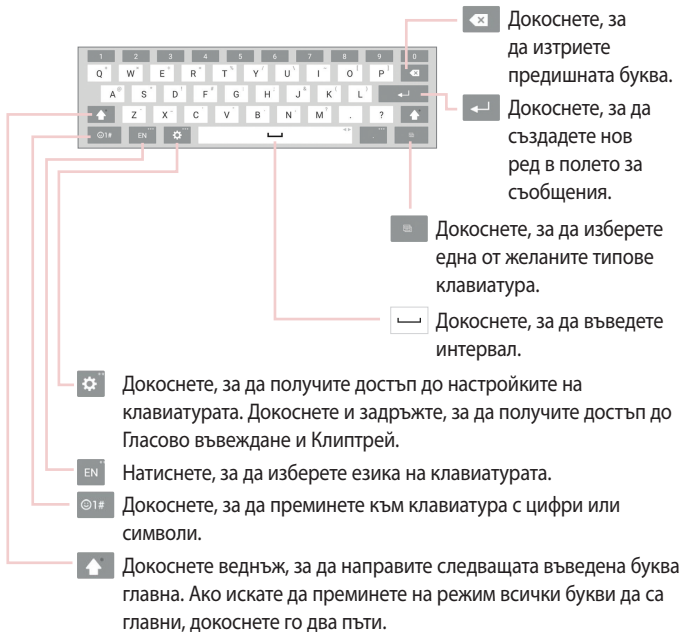 Докоснете, за
да изтриете
предишната буква.
1 2 3 4 5 6 7 8 9 0
Q W E R T Y U I O P
A S D F G H J K L
Z X C V B N M . ?
☺1# EN
Докоснете, за да
създадете нов
ред в полето за
съобщения.
Докоснете, за да изберете
една от желаните типове
клавиатура.
Докоснете, за да въведете
интервал.
Докоснете, за да получите достъп до настройките на
клавиатурата. Докоснете и задръжте, за да получите достъп до
Гласово въвеждане и Клиптрей.
EN Натиснете, за да изберете езика на клавиатурата.
☺1# Докоснете, за да преминете към клавиатура с цифри или
символи.
Докоснете веднъж, за да направите следващата въведена буква
главна. Ако искате да преминете на режим всички букви да са
главни, докоснете го два пъти.